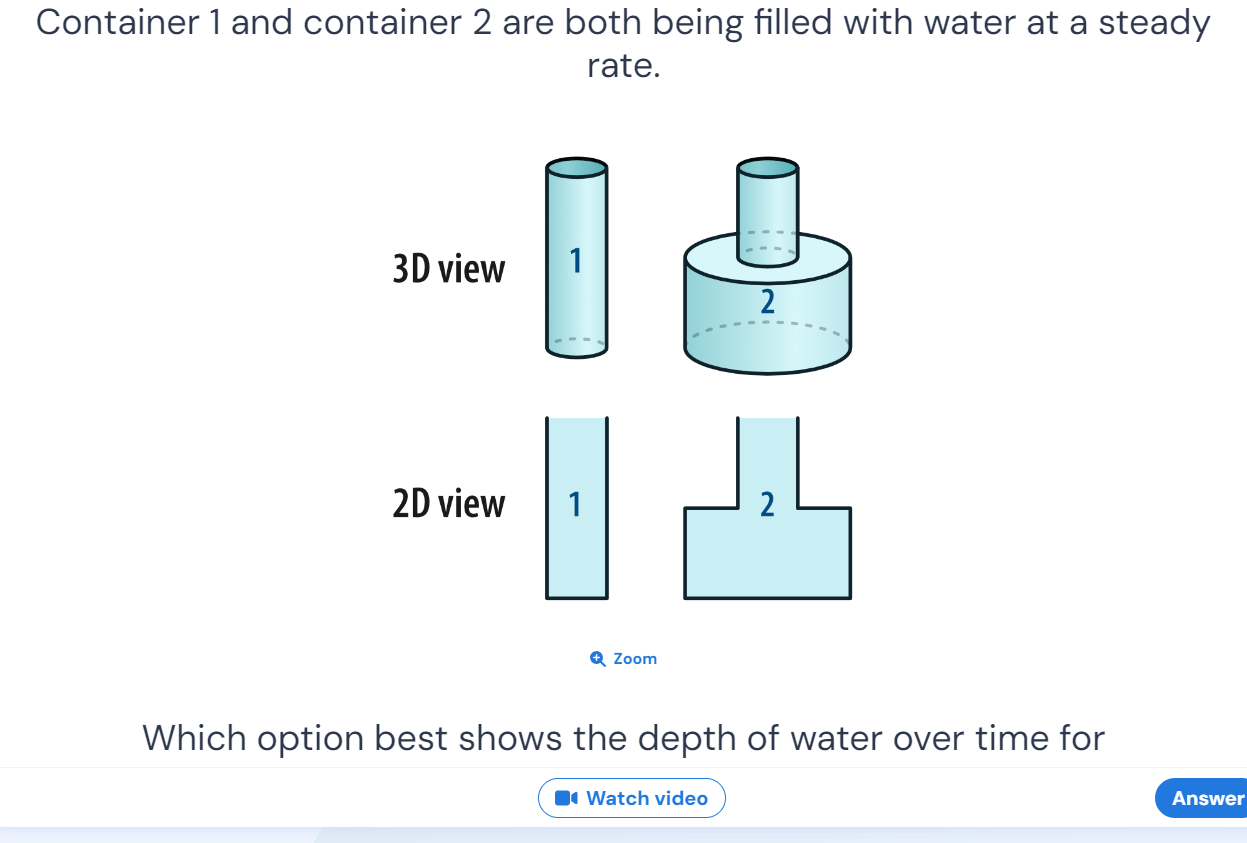 Container 1 and container 2 are both being filled with water at a steady
rate.
3D view
1
2
2D view
1
2
Zoom
Which option best shows the depth of water over time for
Watch video
Answer